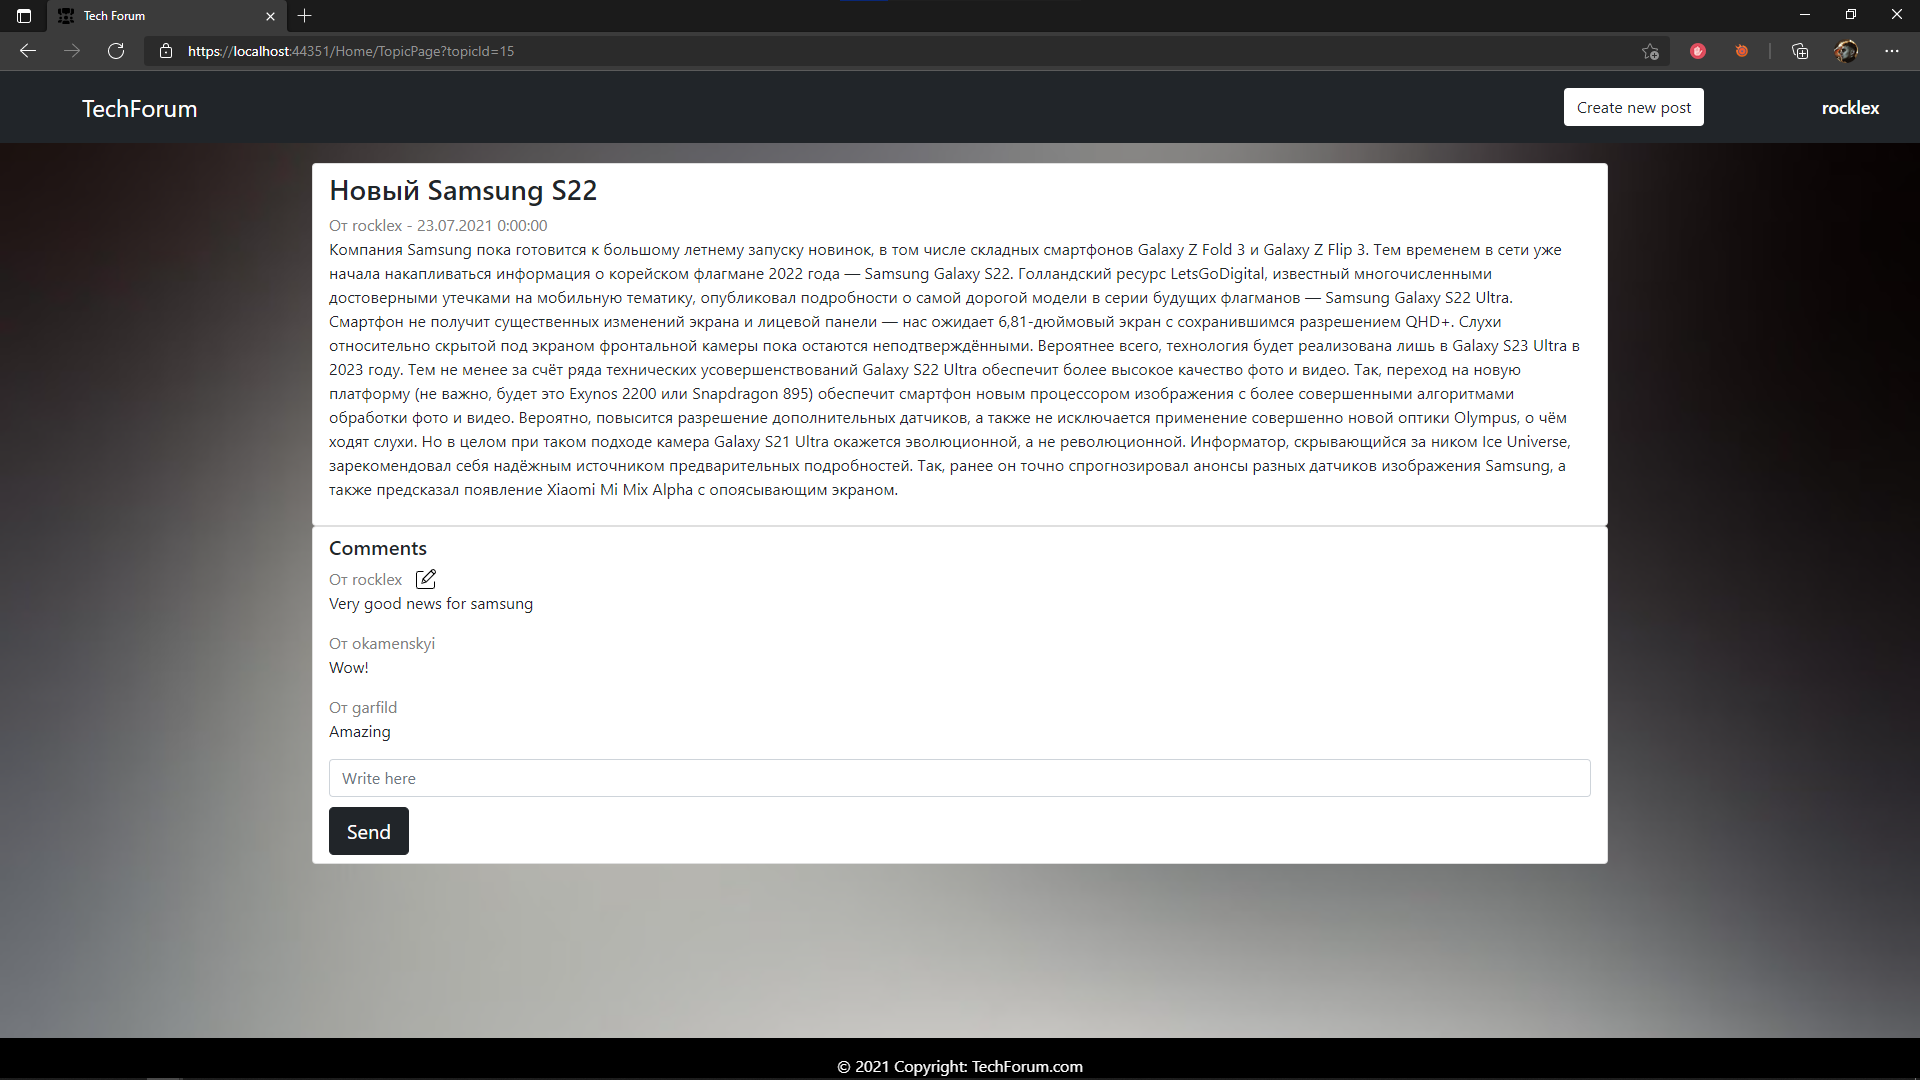 Tech Forum
https://localhost:44351/Home/TopicPage?topicId=15
TechForum
Create new post
rocklex
Новый Samsung S22
От rocklex - 23.07.2021 0:00:00
Компания Samsung пока готовится к большому летнему запуску новинок, в том числе складных смартфонов Galaxy Z Fold 3 и Galaxy Z Flip 3. Тем временем в сети уже
начала накапливаться информация о корейском флагмане 2022 года — Samsung Galaxy S22. Голландский ресурс LetsGoDigital, известный многочисленными
достоверными утечками на мобильную тематику, опубликовал подробности о самой дорогой модели в серии будущих флагманов — Samsung Galaxy S22 Ultra.
Смартфон не получит существенных изменений экрана и лицевой панели — нас ожидает 6,81-дюймовый экран с сохранившимся разрешением QHD+. Слухи
относительно скрытой под экраном фронтальной камеры пока остаются неподтверждёнными. Вероятнее всего, технология будет реализована лишь в Galaxy S23 Ultra в
2023 году. Тем не менее за счёт ряда технических усовершенствований Galaxy S22 Ultra обеспечит более высокое качество фото и видео. Так, переход на новую
платформу (не важно, будет это Exynos 2200 или Snapdragon 895) обеспечит смартфон новым процессором изображения с более совершенными алгоритмами
обработки фото и видео. Вероятно, повысится разрешение дополнительных датчиков, а также не исключается применение совершенно новой оптики Olympus, о чём
ходят слухи. Но в целом при таком подходе камера Galaxy S21 Ultra окажется эволюционной, а не революционной. Информатор, скрывающийся за ником Ice Universe,
зарекомендовал себя надёжным источником предварительных подробностей. Так, ранее он точно спрогнозировал анонсы разных датчиков изображения Samsung, а
также предсказал появление Xiaomi Mi Mix Alpha с опоясывающим экраном.
Comments
От rocklex
Very good news for samsung
От okamenskyi
Wow!
От garfild
Amazing
Write here
Send
© 2021 Copyright: TechForum.com